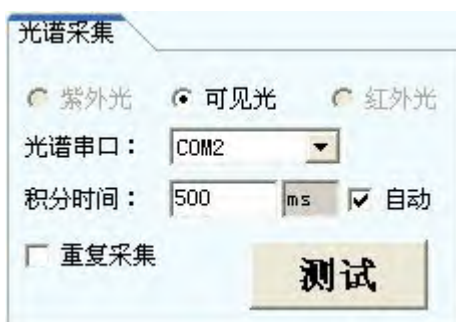 光谱采集
紫外光 可见光 红外光
光谱串口： COM2
积分时间： 500 ms 自动
重复采集 测试